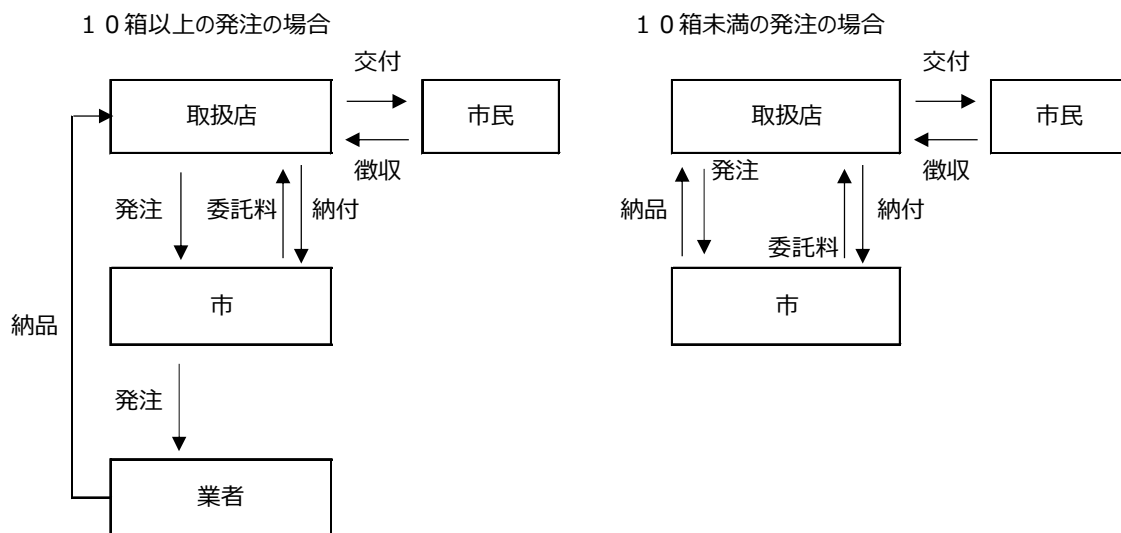 １０箱以上の発注の場合
交付
取扱店
市民
徴収
発注
委託料
納付
市
納品
発注
業者
１０箱未満の発注の場合
交付
取扱店
市民
徴収
発注
納品
納付
委託料
市